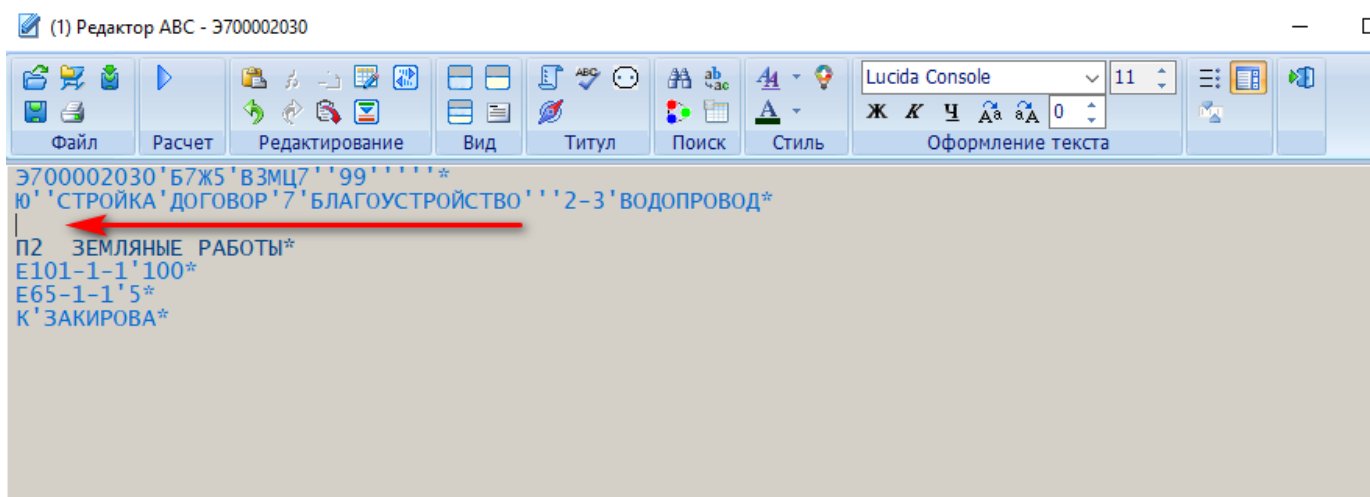 (1) Редактор ABC - Э700002030
Lucida Console 11
Ж К Ч 0
Файл Расчет Редактирование Вид Титул Поиск Стиль Оформление текста
Э700002030'Б7Ж5'В3МЦ7''99'''''*
Ю''СТРОЙКА'ДОГОВОР'7'БЛАГОУСТРОЙСТВО'''2-3'ВОДОПРОВОД*
П2 ЗЕМЛЯНЫЕ РАБОТЫ*
Е101-1-1'100*
Е65-1-1'5*
К'ЗАКИРОВА*